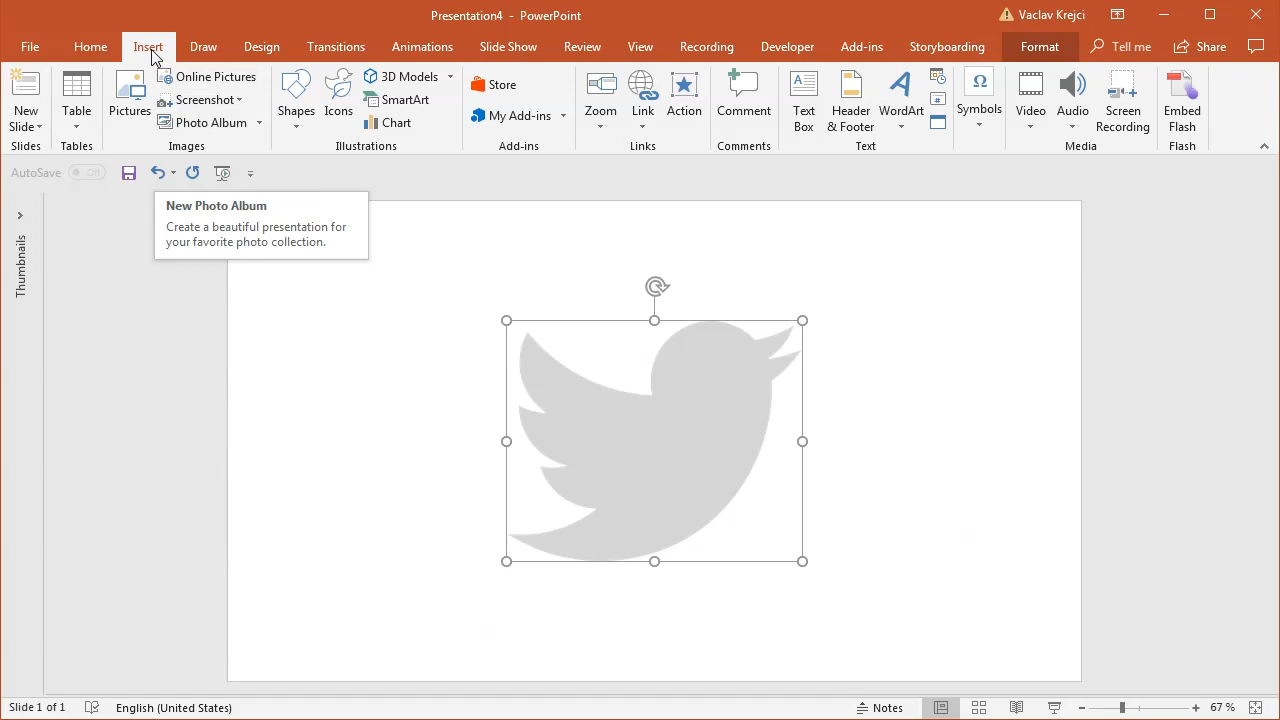 Presentation4 - PowerPoint
Vaclav Krejci
File Home Insert Draw Design Transitions Animations Slide Show Review View Recording Developer Add-ins Storyboarding Format Tell me Share
New Slide
Slides
Table
Tables
Pictures
Online Pictures
Screenshot
Photo Album
Images
Shapes
Icons
3D Models
SmartArt
Chart
Illustrations
Store
My Add-ins
Add-ins
Zoom
Link
Action
Links
Comment
Comments
Text
Box
Header
& Footer
WordArt
Text
Symbols
Video
Audio
Screen
Recording
Media
Embed
Flash
Flash
AutoSave Off
New Photo Album
Create a beautiful presentation for
your favorite photo collection.
Thumbnails
Slide 1 of 1 English (United States) Notes 67 %